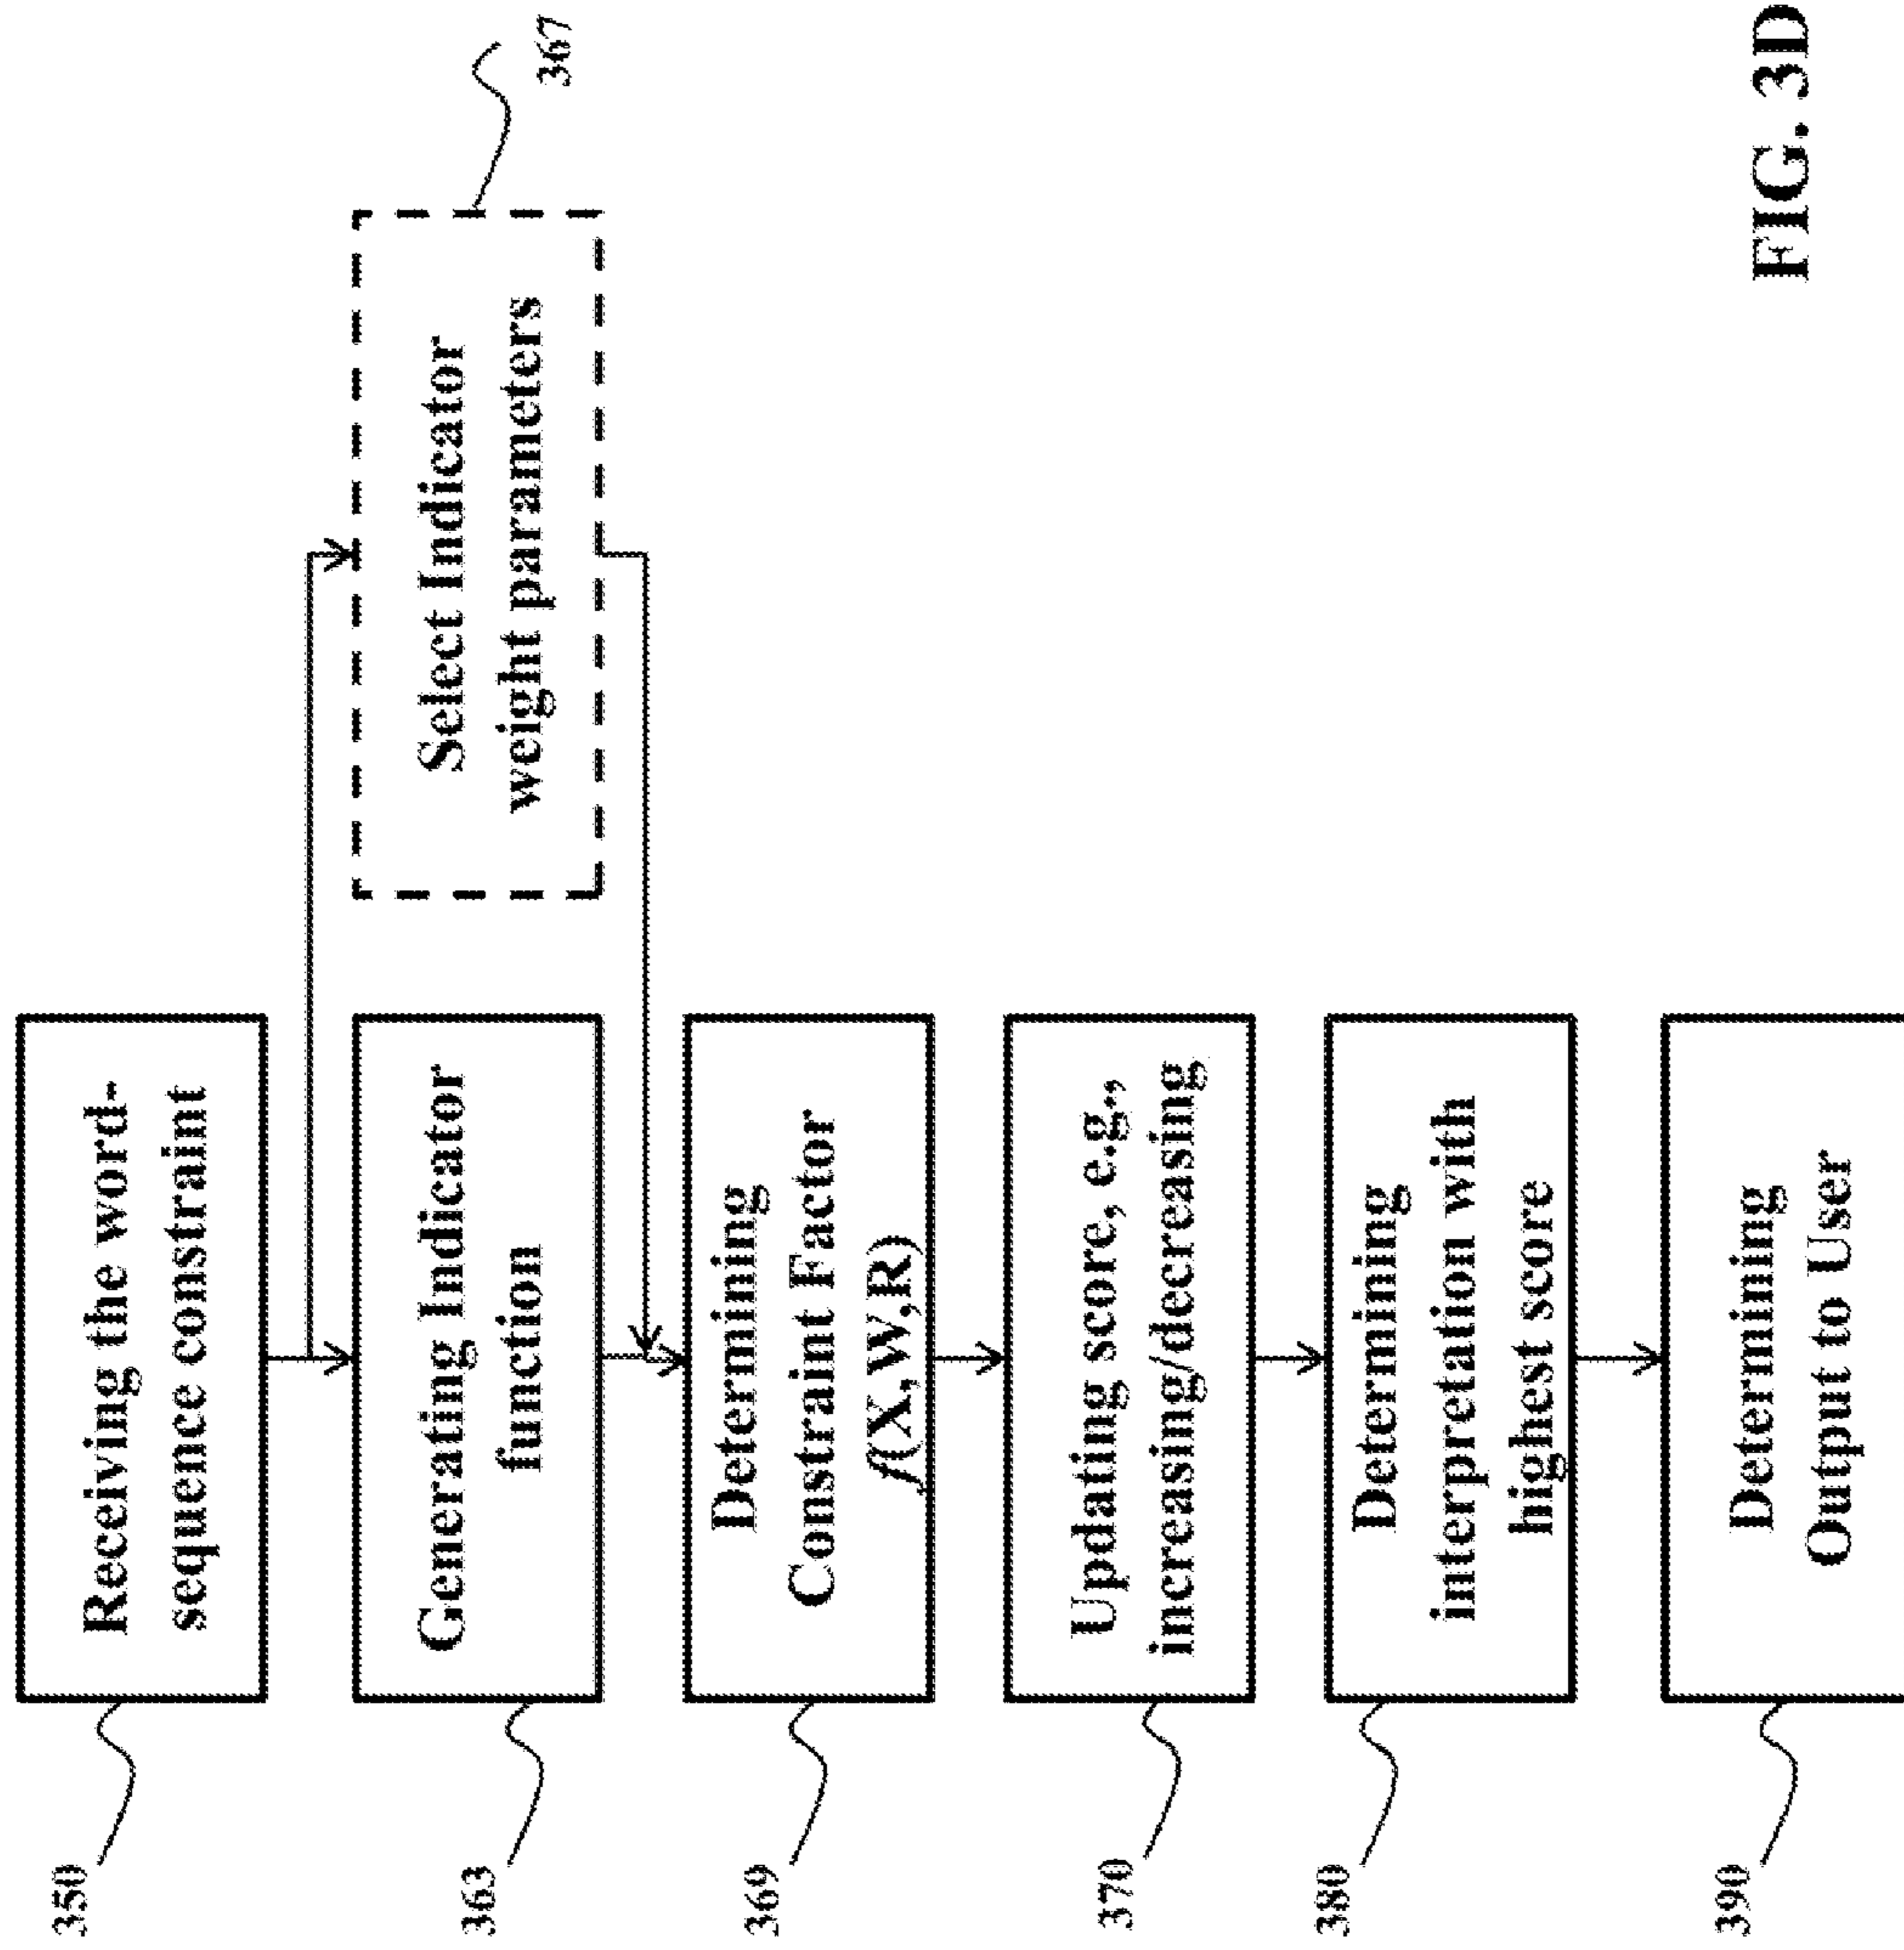 350
Receiving the word-
sequence constraint
363
Generating Indicator
function
Select Indicator
weight parameters
367
369
Determining
Constraint Factor
f(X,W,R)
370
Updating score, e.g.,
increasing/decreasing
380
Determining
interpretation with
highest score
390
Determining
Output to User
FIG. 3D